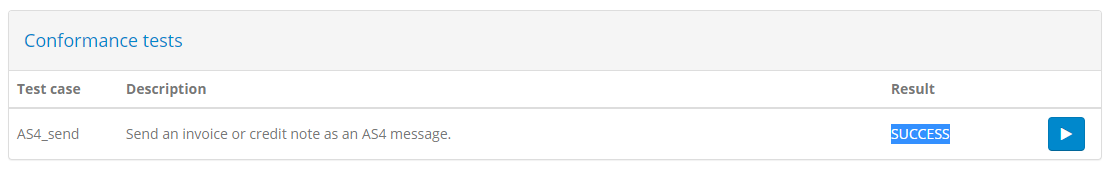 Conformance tests
Test case Description Result
AS4_send Send an invoice or credit note as an AS4 message. SUCCESS